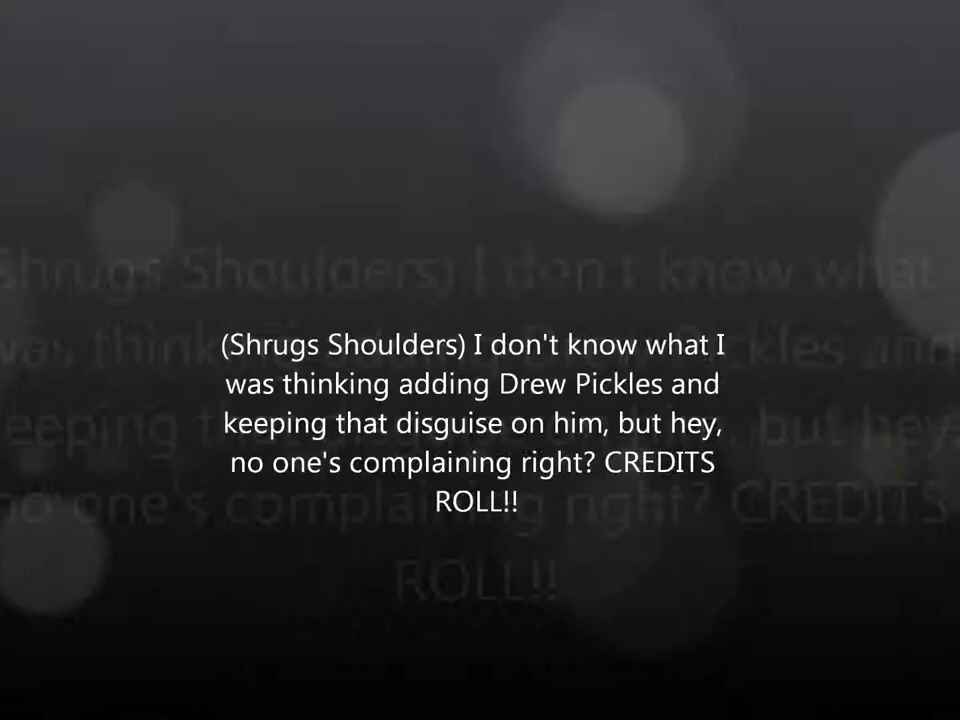 (Shrugs Shoulders) I don't know what I
was thinking adding Drew Pickles and
keeping that disguise on him, but hey,
no one's complaining right? CREDITS
ROLL!!